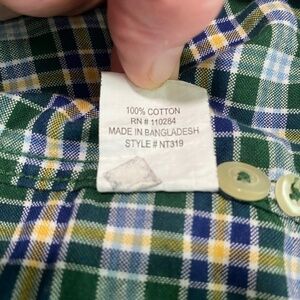 100% COTTON
RN # 110284
MADE IN BANGLADESH
STYLE # NT319